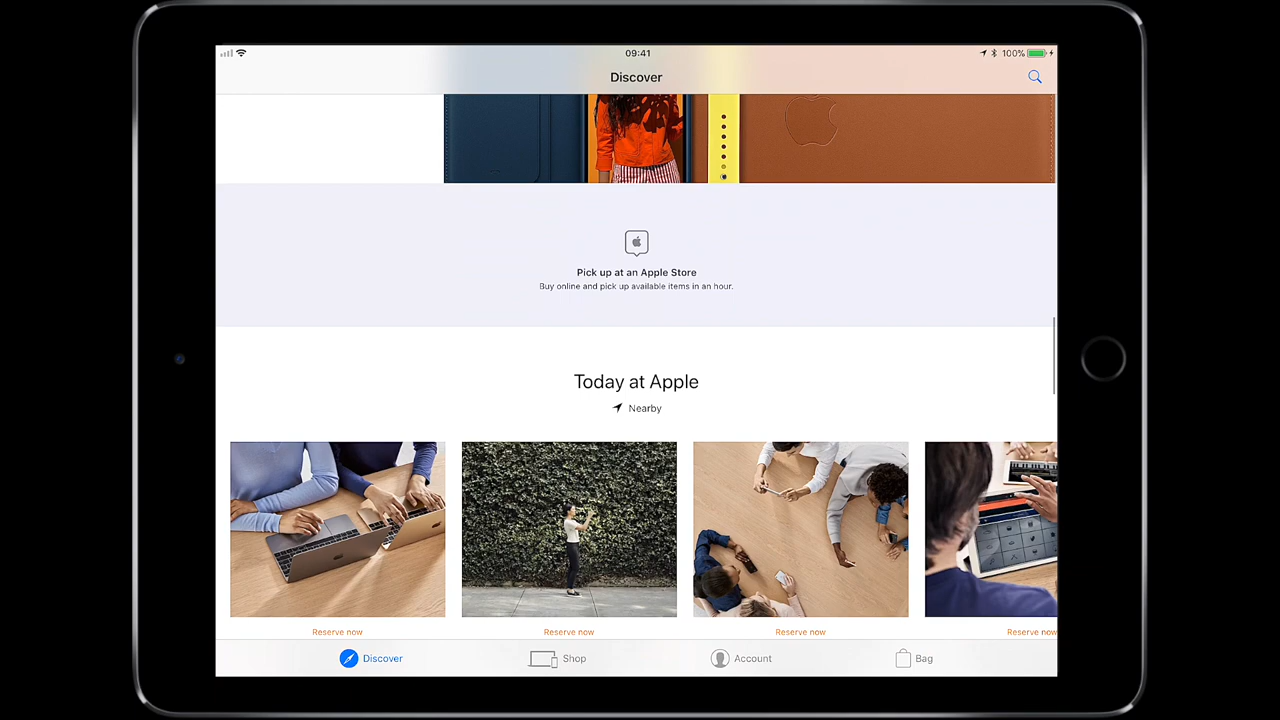 09:41
100%
Discover
Pick up at an Apple Store
Buy online and pick up available items in an hour.
Today at Apple
Nearby
Reserve now
Reserve now
Reserve now
Reserve now
Discover
Shop
Account
Bag